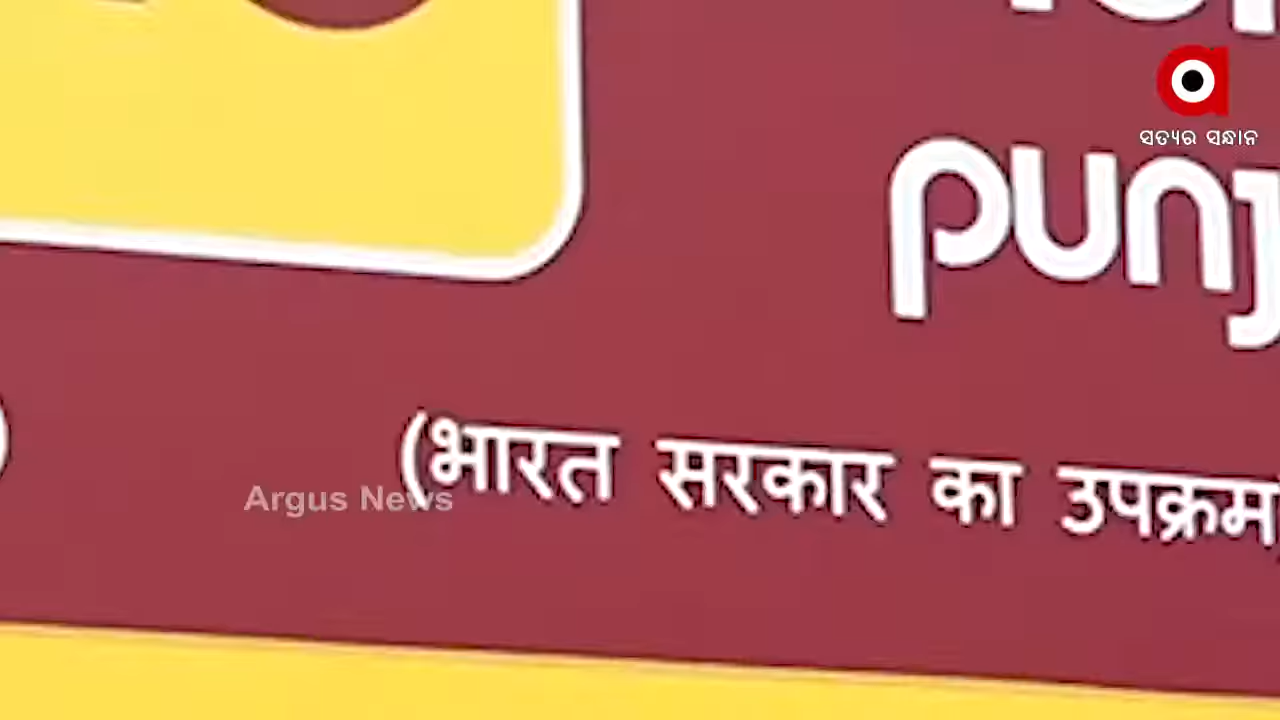 ସତ୍ୟର ସନ୍ଧାନ
punj
(भारत सरकार का उपक्रम)
Argus News